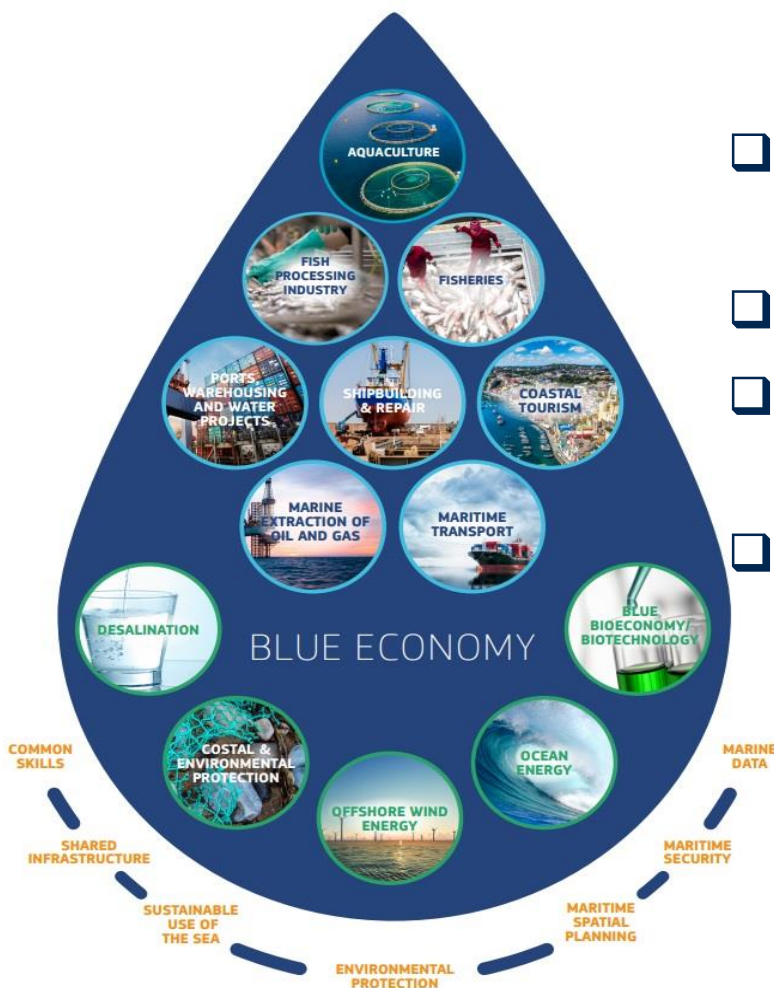 AQUACULTURE
FISH
PROCESSING
INDUSTRY
FISHERIES
PORTS,
WAREHOUSING
AND WATER
PROJECTS
SHIPBUILDING
& REPAIR
COASTAL
TOURISM
MARINE
EXTRACTION OF
OIL AND GAS
MARITIME
TRANSPORT
DESALINATION
BLUE ECONOMY
BLUE
BIOECONOMY/
BIOTECHNOLOGY
COSTAL &
ENVIRONMENTAL
PROTECTION
OFFSHORE WIND
ENERGY
OCEAN
ENERGY
COMMON
SKILLS
SHARED
INFRASTRUCTURE
SUSTAINABLE
USE OF
THE SEA
ENVIRONMENTAL
PROTECTION
MARITIME
SPATIAL
PLANNING
MARITIME
SECURITY
MARINE
DATA